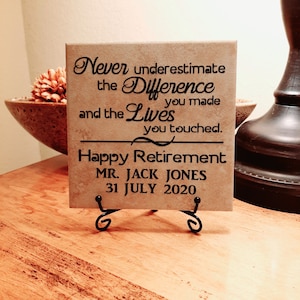 Never underestimate
the Difference
you made
and the Lives
you touched.
Happy Retirement
MR. JACK JONES
31 JULY 2020